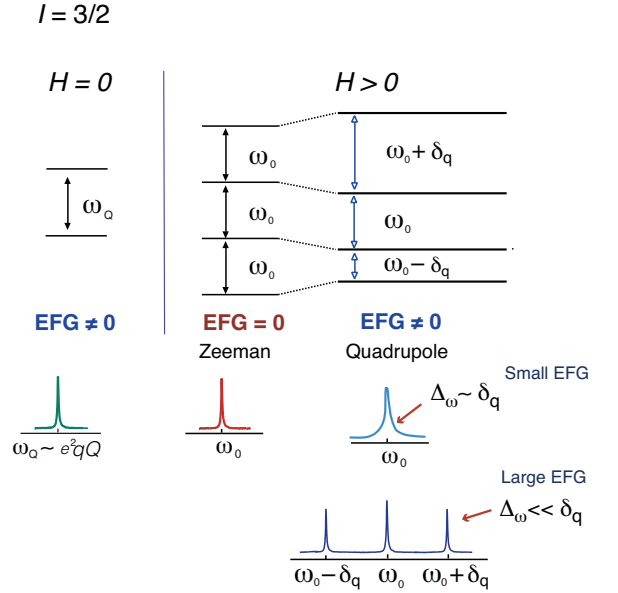 I = 3/2
H = 0
H > 0
ω₀ + δq
ω₀
ωQ
ω₀
ω₀
ω₀
ω₀ – δq
EFG ≠ 0
EFG = 0
EFG ≠ 0
Zeeman
Quadrupole
Small EFG
Δω ~ δq
ωQ ~ e²qQ
ω₀
ω₀
Large EFG
Δω << δq
ω₀ – δq
ω₀
ω₀ + δq